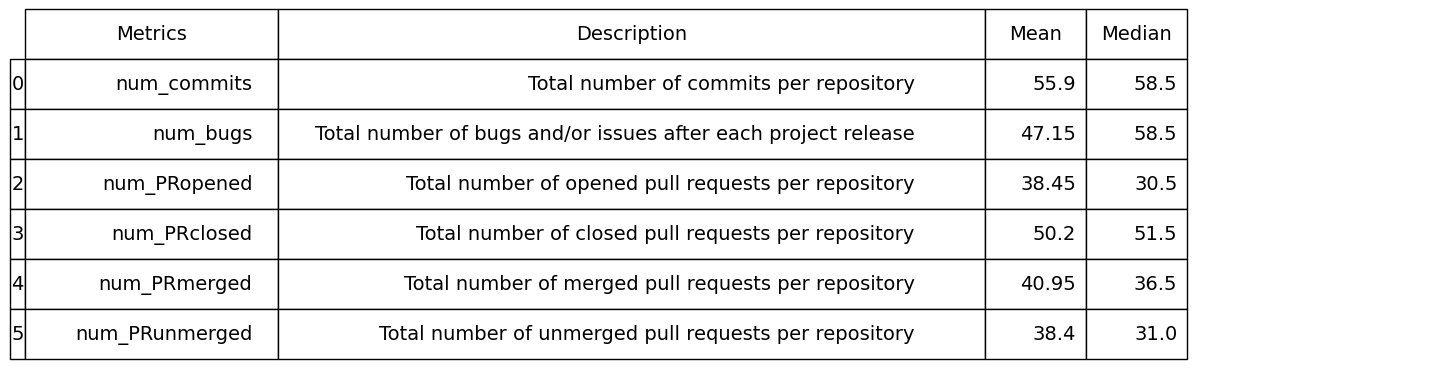 Metrics Description Mean Median
0 num_commits Total number of commits per repository 55.9 58.5
1 num_bugs Total number of bugs and/or issues after each project release 47.15 58.5
2 num_PRopened Total number of opened pull requests per repository 38.45 30.5
3 num_PRclosed Total number of closed pull requests per repository 50.2 51.5
4 num_PRmerged Total number of merged pull requests per repository 40.95 36.5
5 num_PRunmerged Total number of unmerged pull requests per repository 38.4 31.0